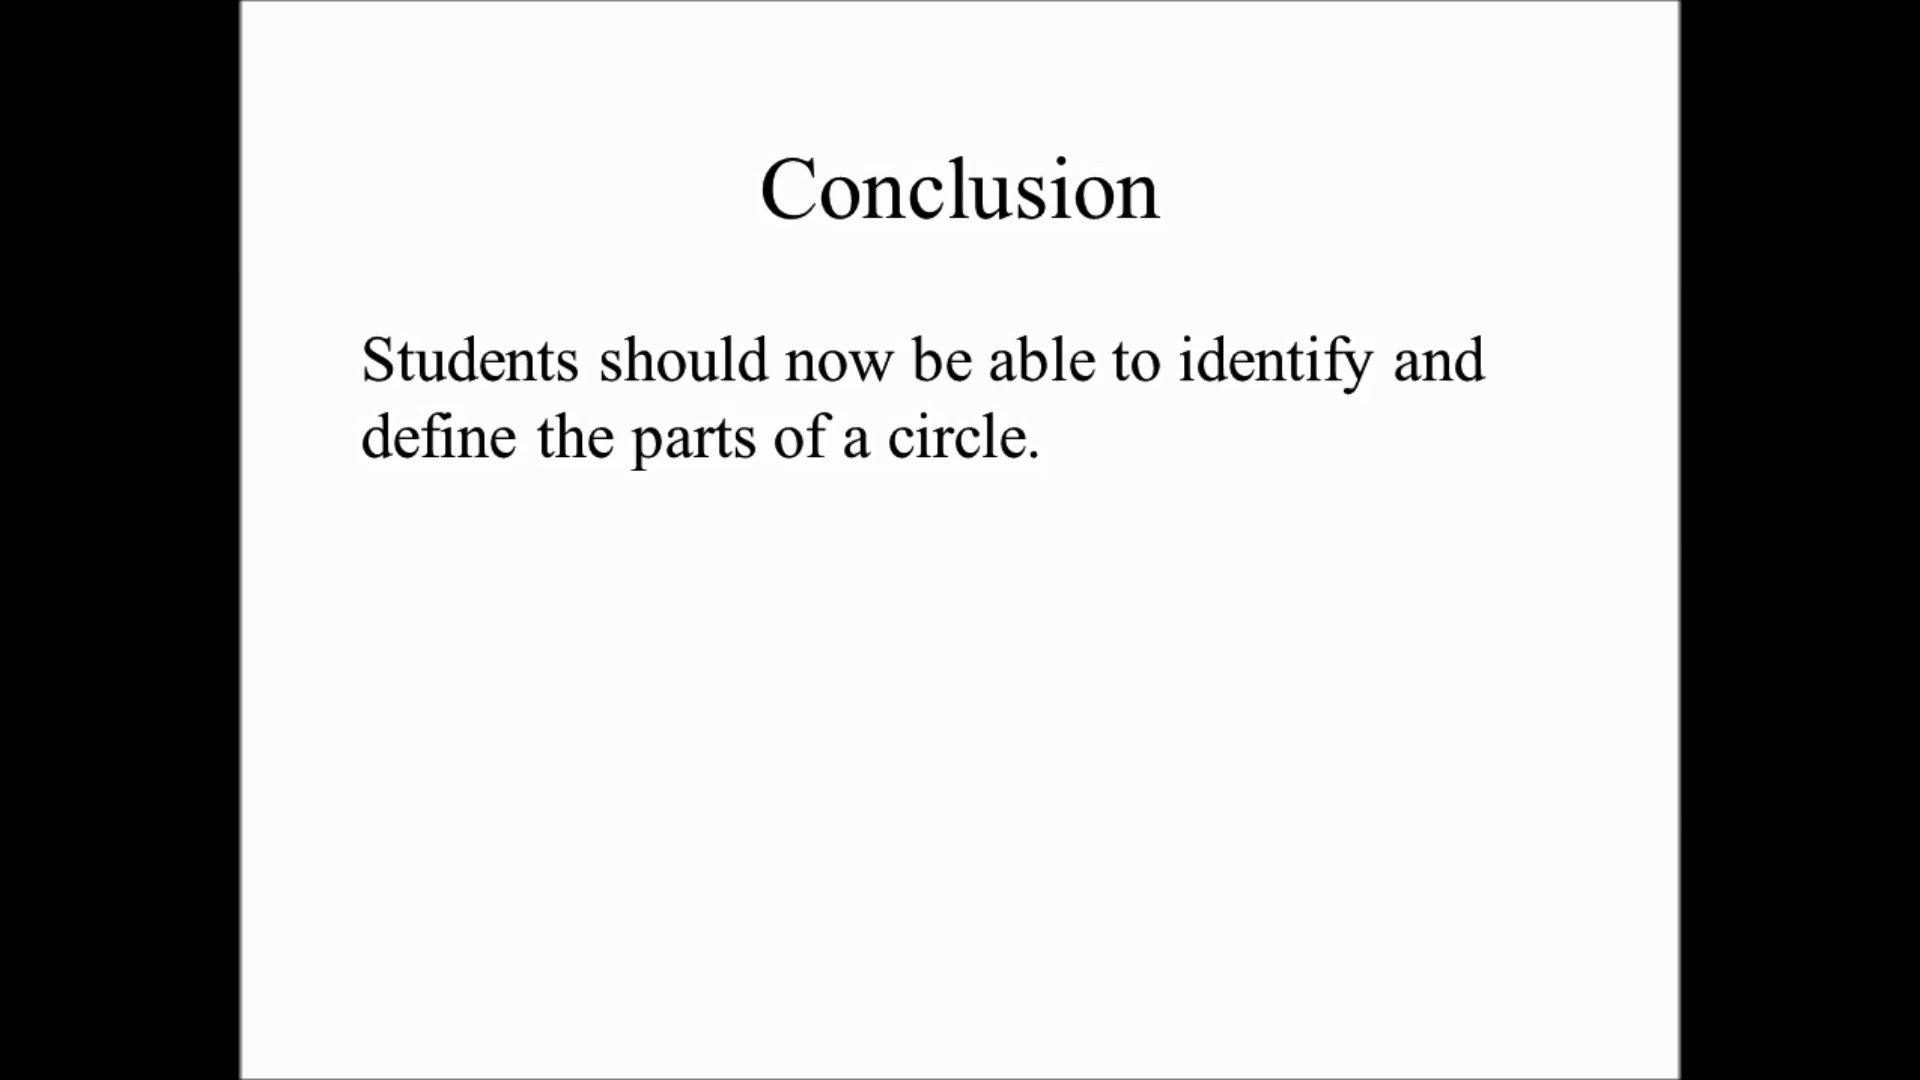 Conclusion
Students should now be able to identify and
define the parts of a circle.